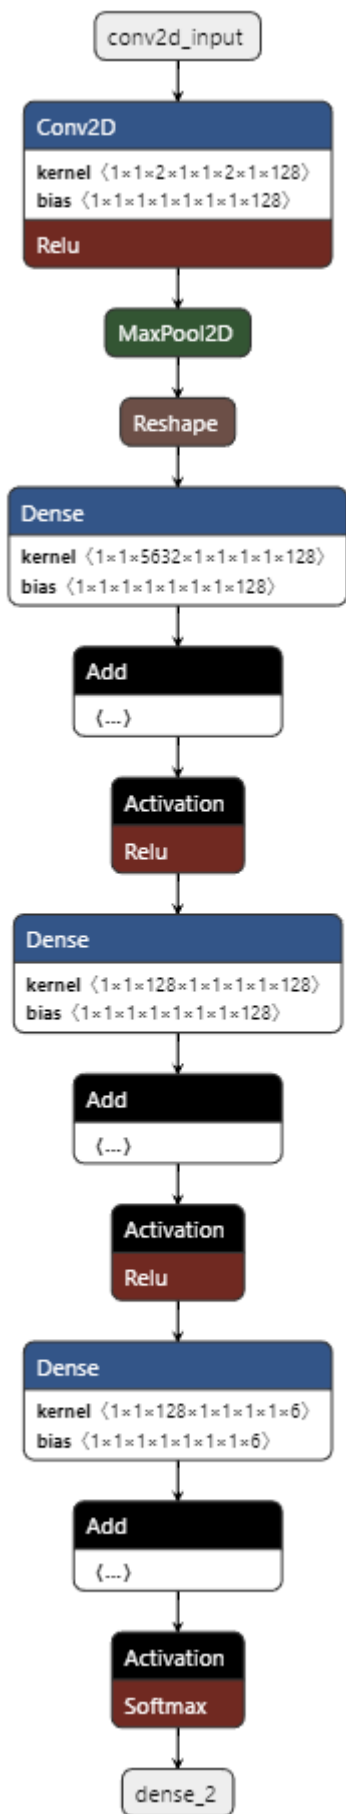 conv2d_input
Conv2D
kernel ⟨1×1×2×1×1×2×1×128⟩
bias ⟨1×1×1×1×1×1×1×128⟩
Relu
MaxPool2D
Reshape
Dense
kernel ⟨1×1×5632×1×1×1×1×128⟩
bias ⟨1×1×1×1×1×1×1×128⟩
Add
{...}
Activation
Relu
Dense
kernel ⟨1×1×128×1×1×1×1×128⟩
bias ⟨1×1×1×1×1×1×1×128⟩
Add
{...}
Activation
Relu
Dense
kernel ⟨1×1×128×1×1×1×1×6⟩
bias ⟨1×1×1×1×1×1×1×6⟩
Add
{...}
Activation
Softmax
dense_2